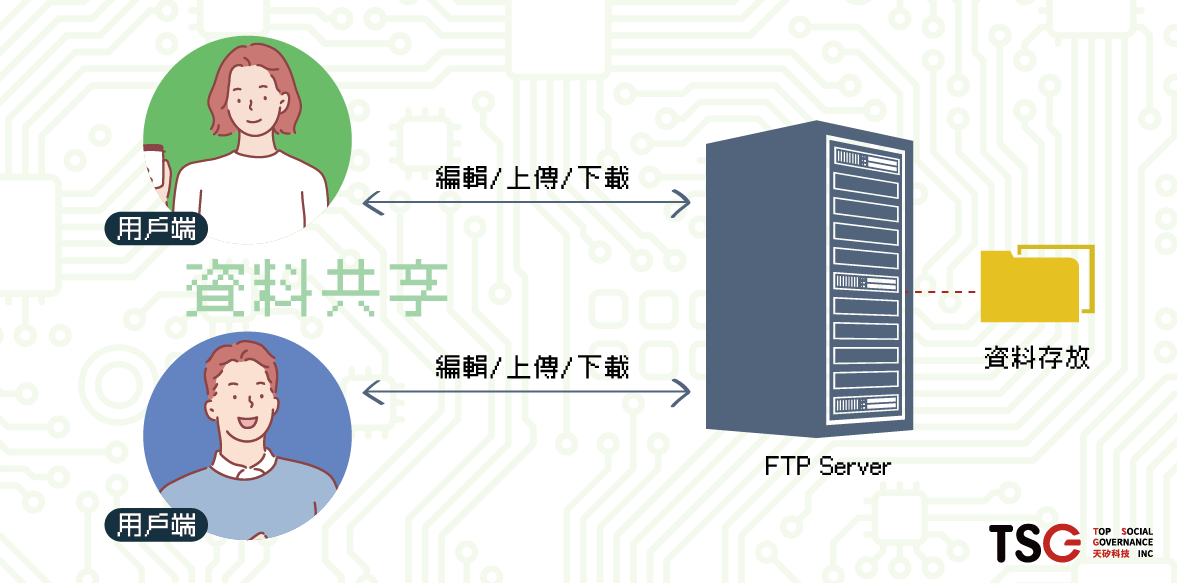 編輯/上傳/下載
用戶端
資料共享
編輯/上傳/下載
資料存放
FTP Server
用戶端
TSG
TOP SOCIAL
GOVERNANCE
天矽科技 INC